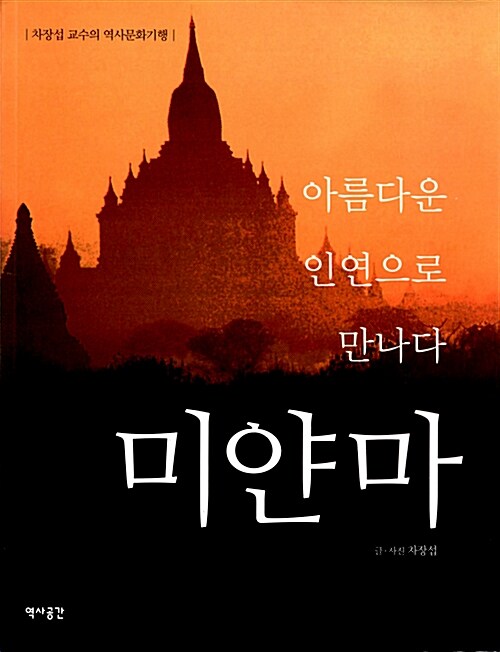 | 차장섭 교수의 역사문화기행 |
아름다운
인연으로
만나다
미얀마
글·사진 차장섭
역사공간